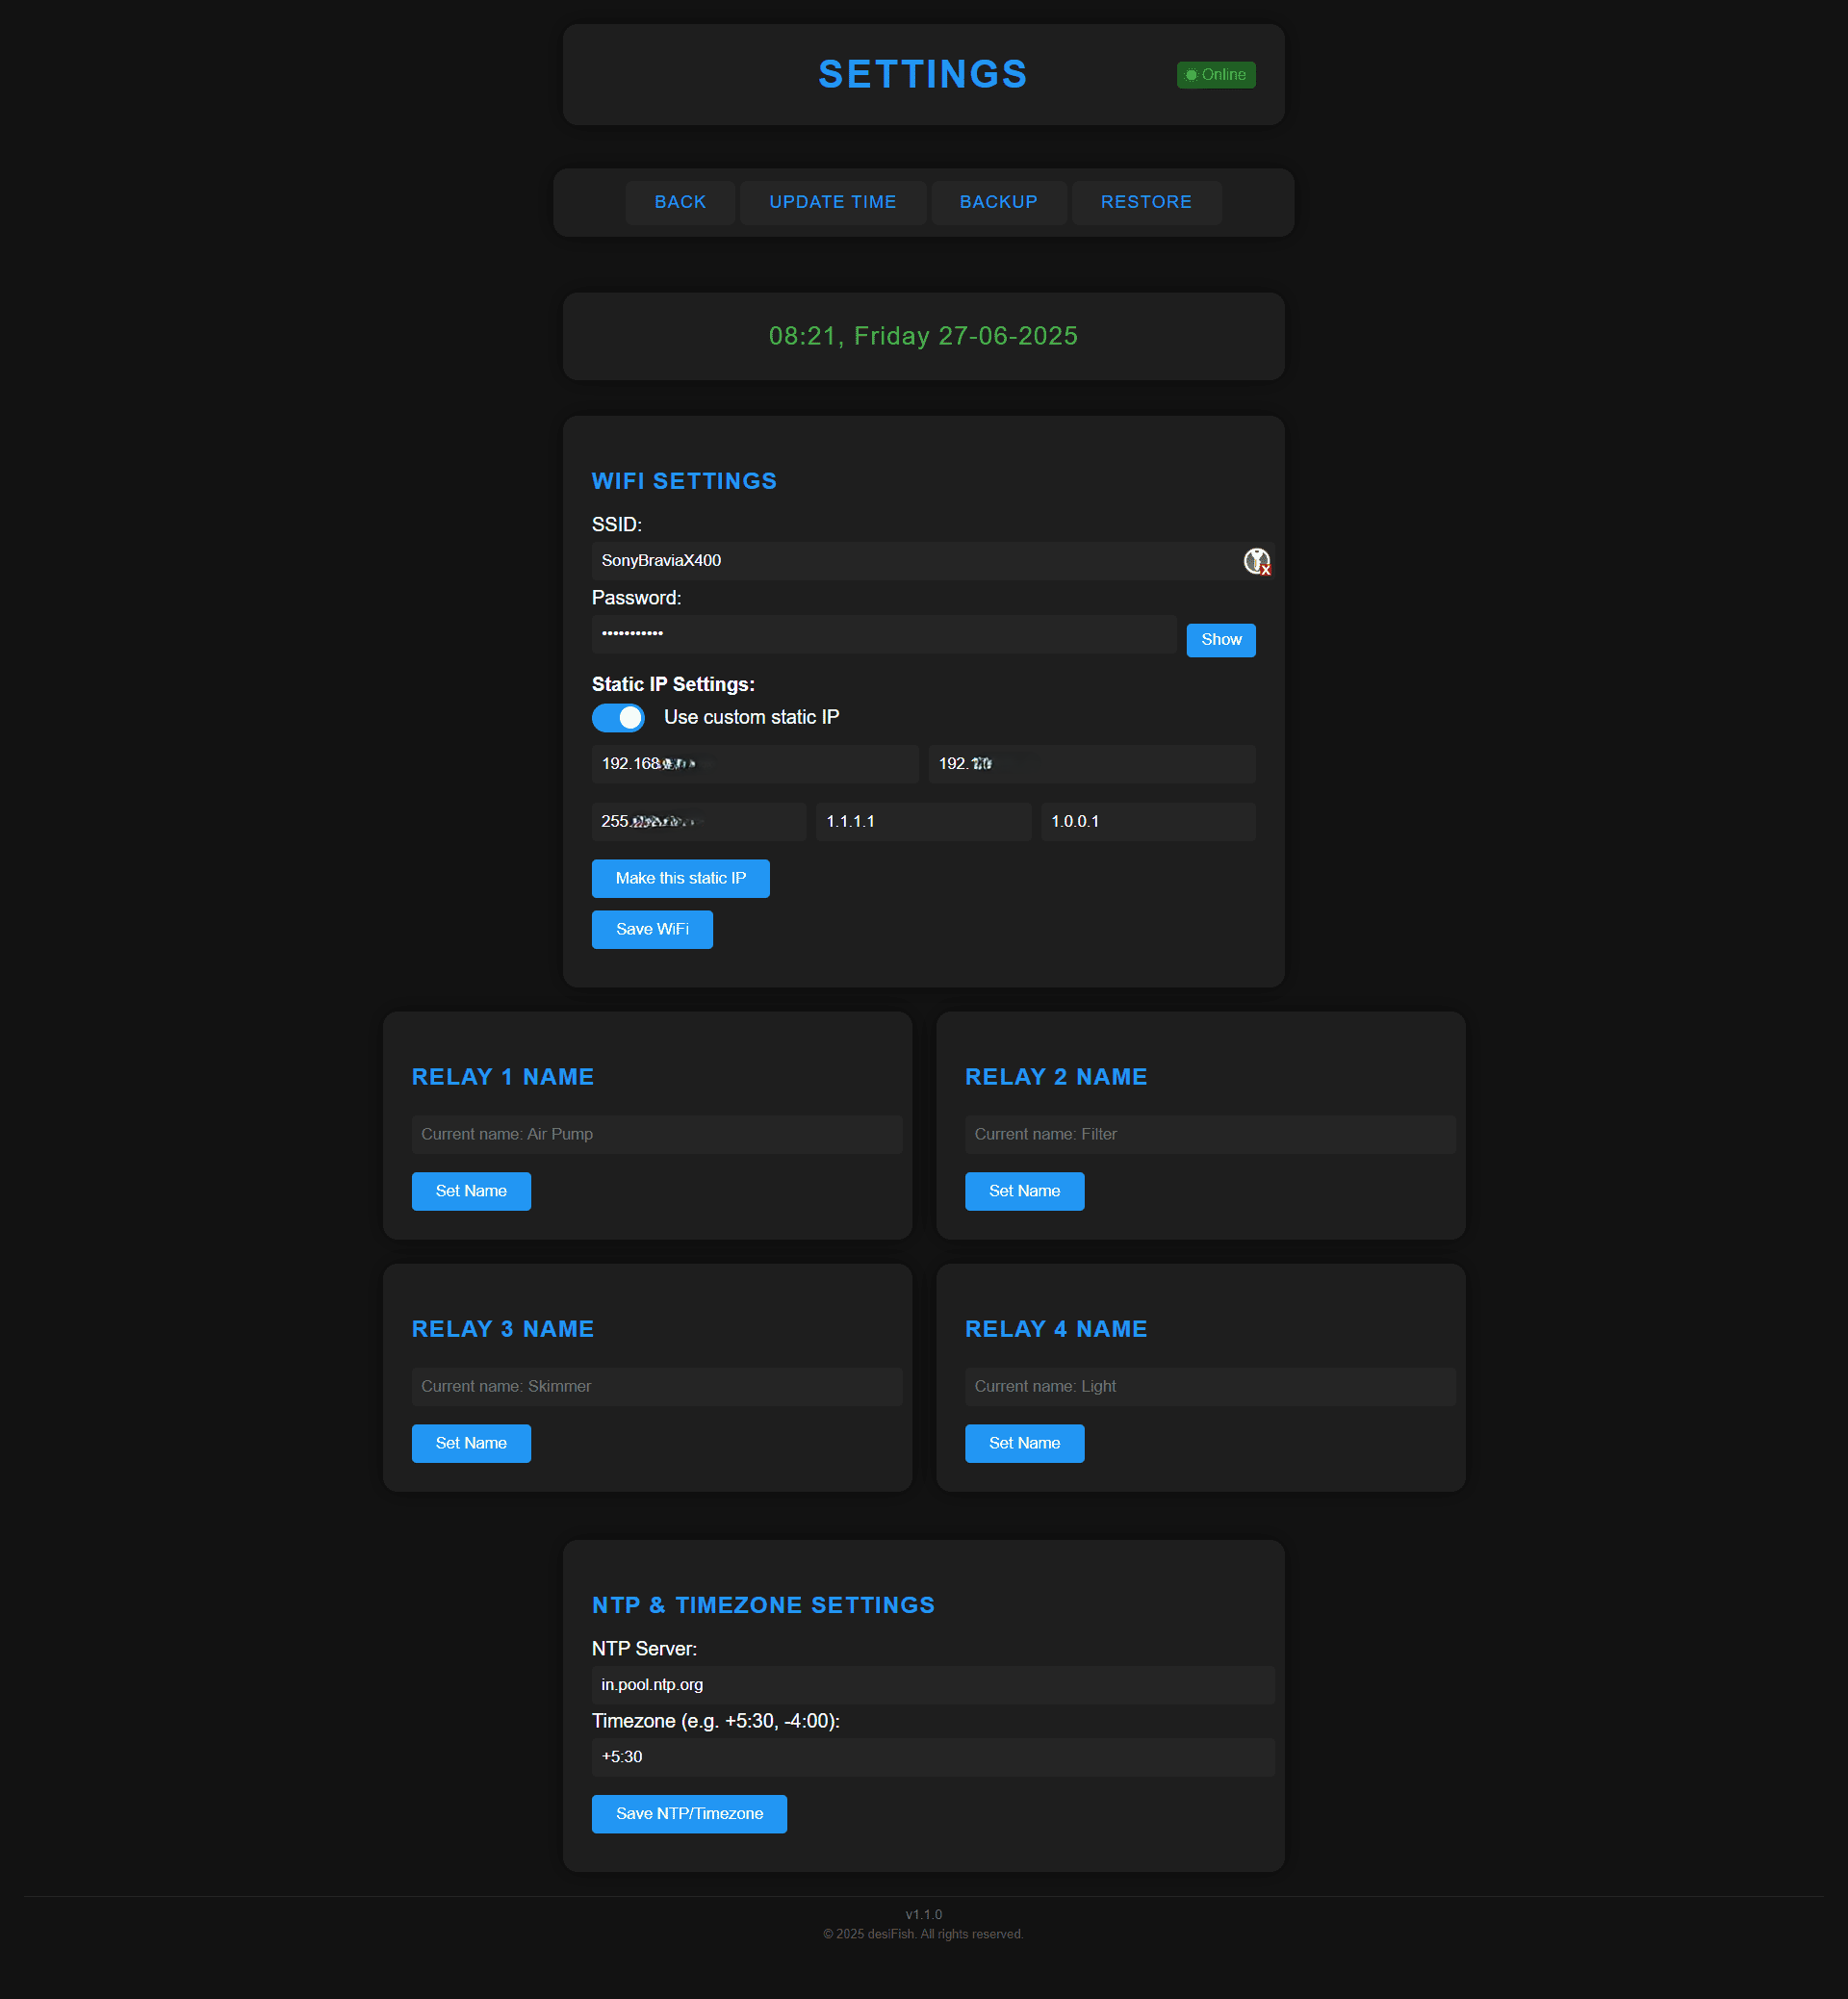 SETTINGS
Online
BACK UPDATE TIME BACKUP RESTORE
08:21, Friday 27-06-2025
WIFI SETTINGS
SSID:
SonyBraviaX400
Password:
•••••••••••
Show
Static IP Settings:
Use custom static IP
192.168 192.
255. 1.1.1.1 1.0.0.1
Make this static IP
Save WiFi
RELAY 1 NAME
Current name: Air Pump
Set Name
RELAY 2 NAME
Current name: Filter
Set Name
RELAY 3 NAME
Current name: Skimmer
Set Name
RELAY 4 NAME
Current name: Light
Set Name
NTP & TIMEZONE SETTINGS
NTP Server:
in.pool.ntp.org
Timezone (e.g. +5:30, -4:00):
+5:30
Save NTP/Timezone
v1.1.0
© 2025 desiFish. All rights reserved.